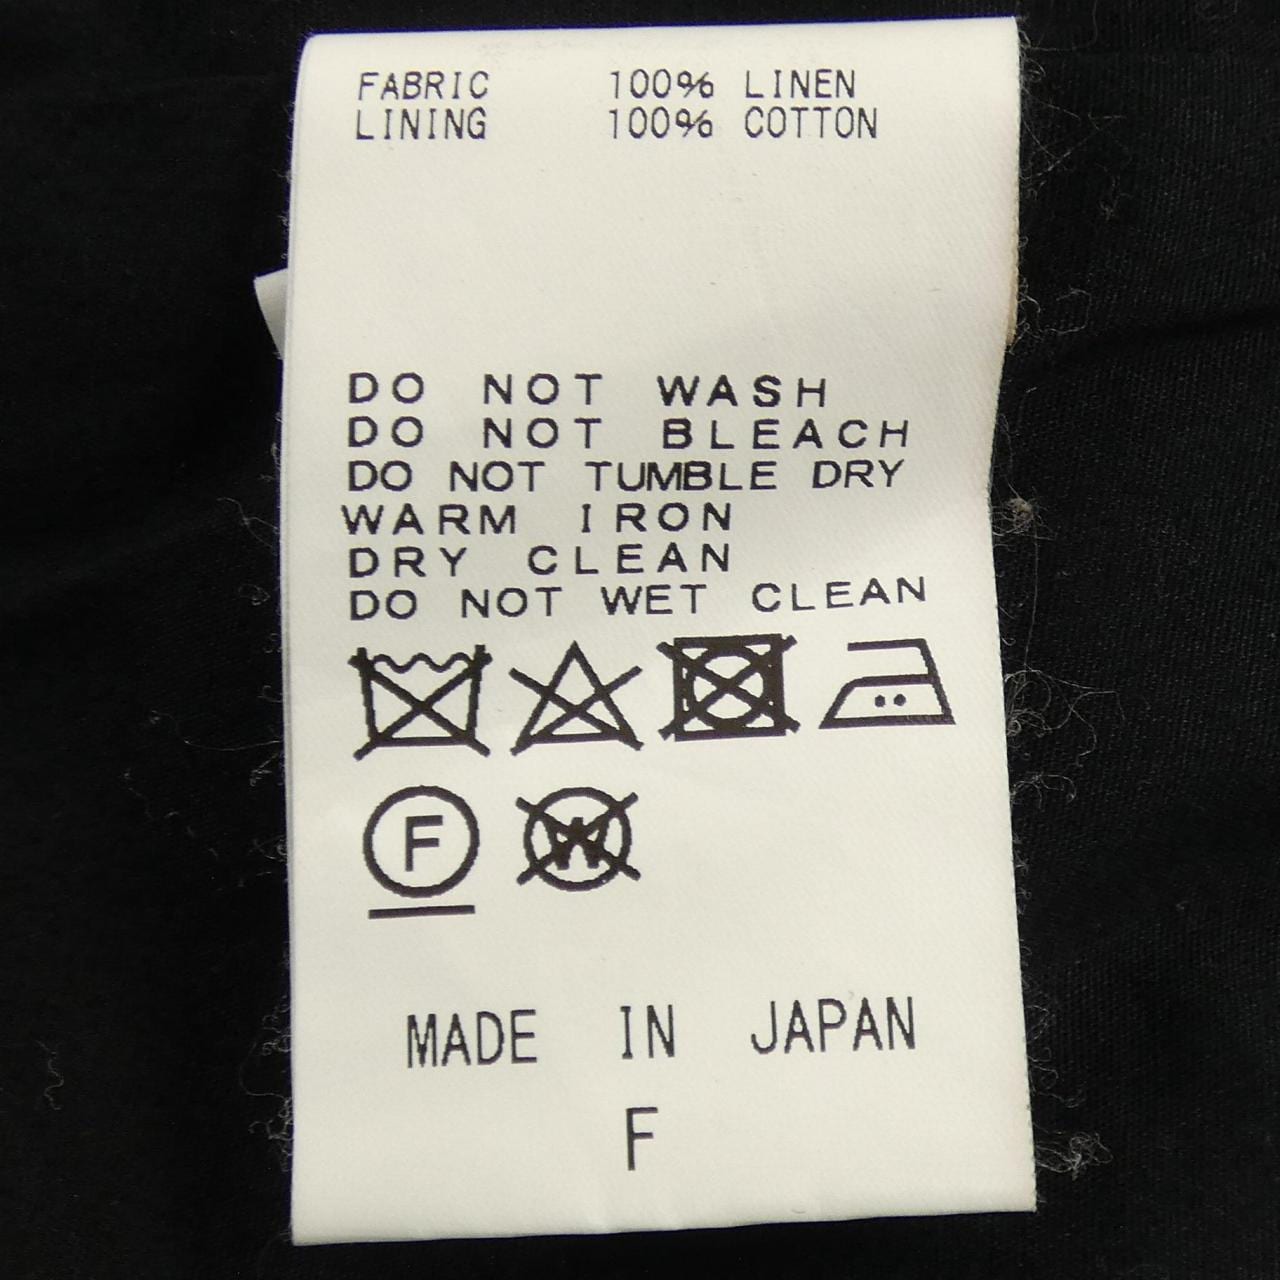 FABRIC 100% LINEN
LINING 100% COTTON
DO NOT WASH
DO NOT BLEACH
DO NOT TUMBLE DRY
WARM IRON
DRY CLEAN
DO NOT WET CLEAN
F W
MADE IN JAPAN
F